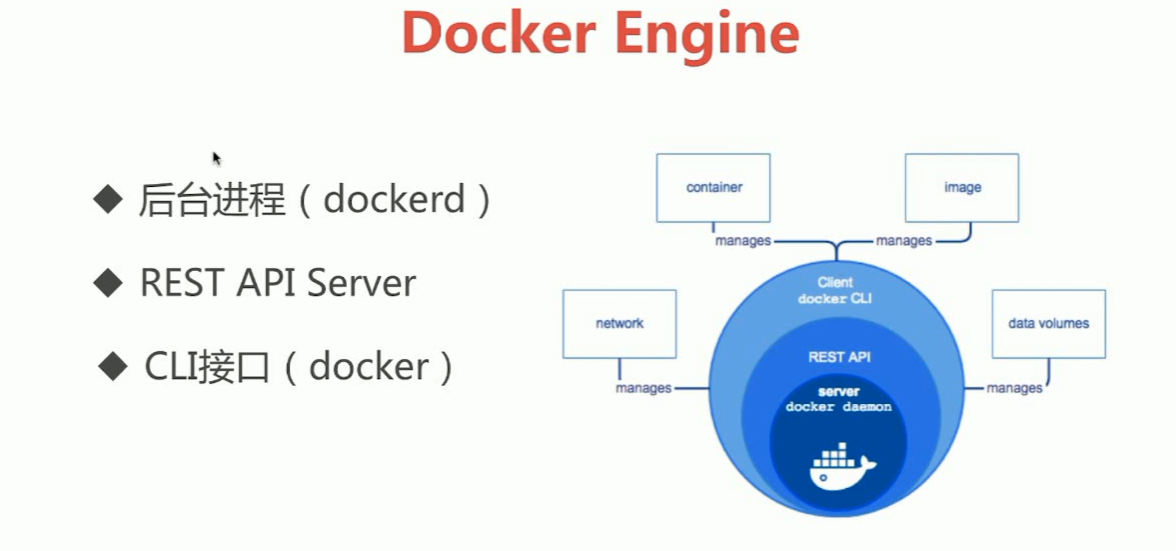 Docker Engine
◆ 后台进程（dockerd）
◆ REST API Server
◆ CLI接口（docker）
container
image
manages
manages
Client
docker CLI
network
data volumes
REST API
manages
manages
server
docker daemon